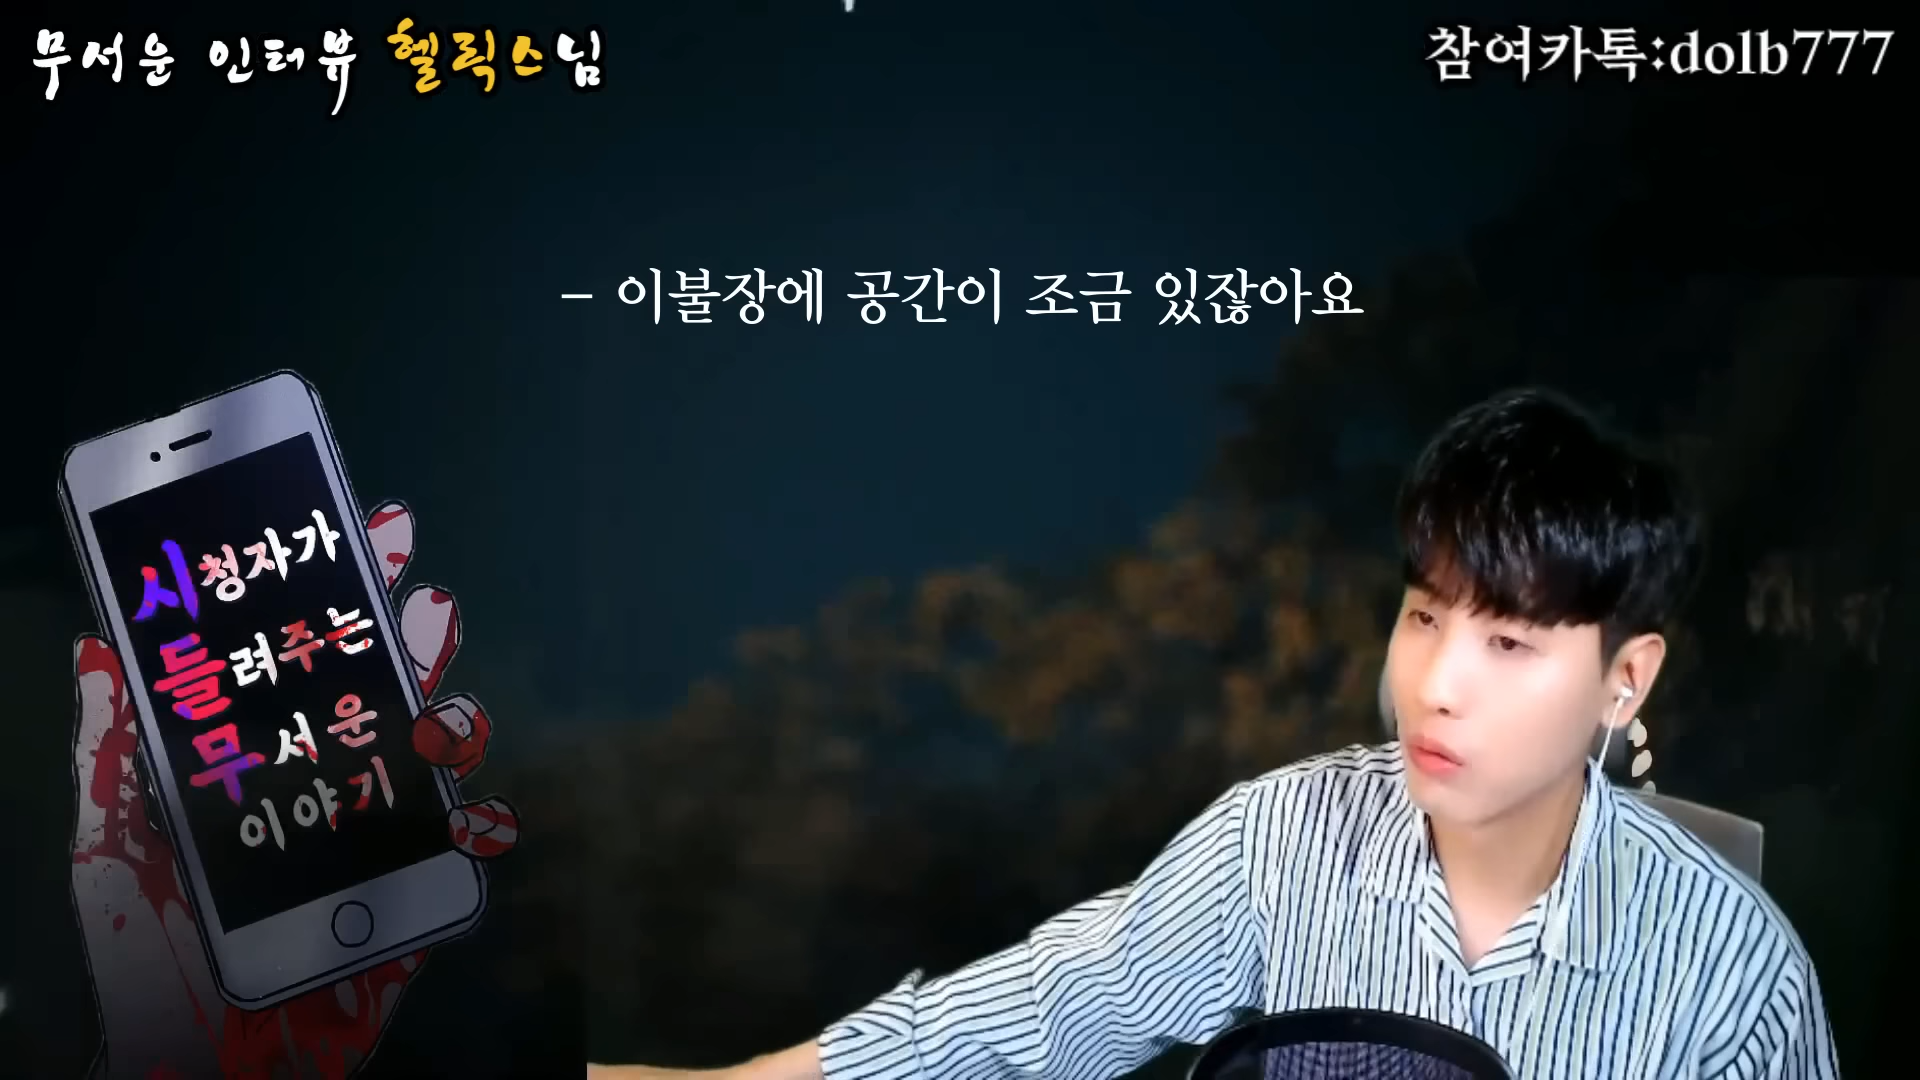 무서운 인터뷰 헬릭스님
참여카톡:dolb777
- 이불장에 공간이 조금 있잖아요
시청자가
들려주는
무서운
이야기